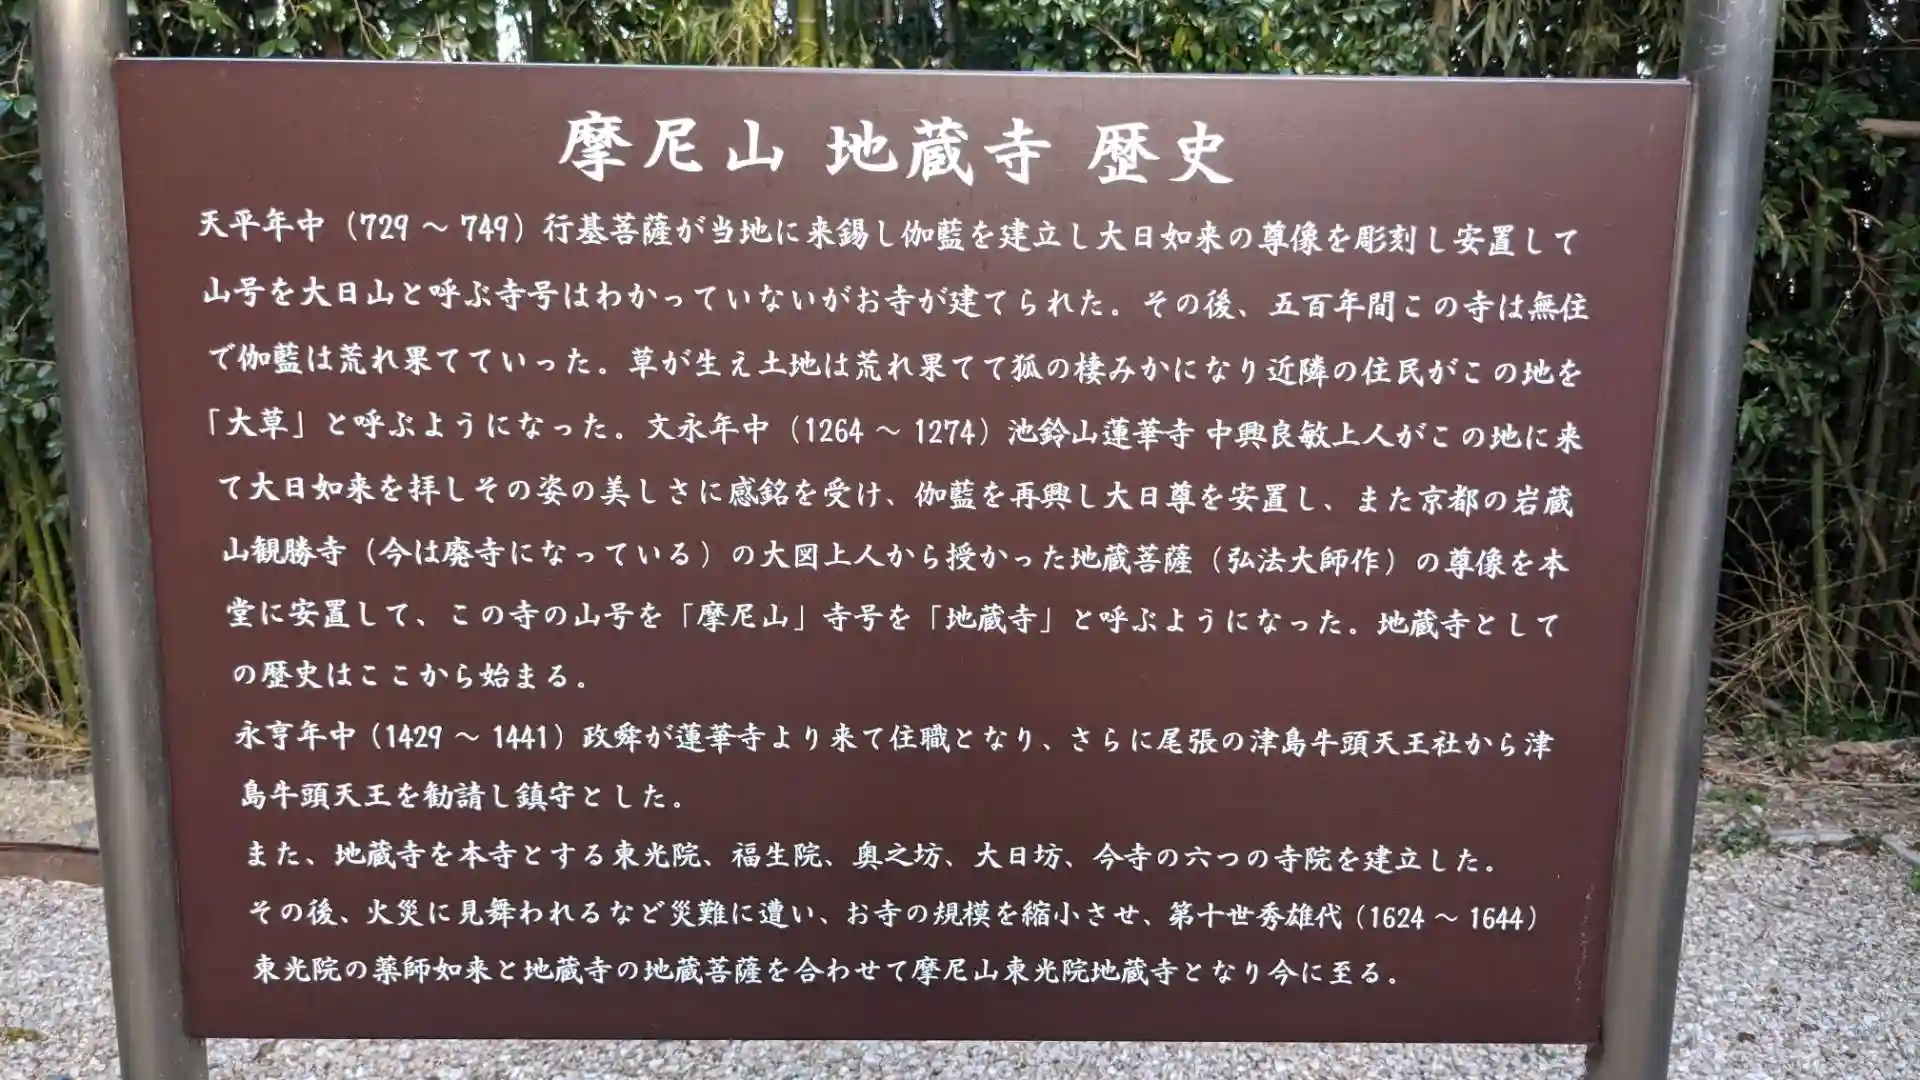 摩尼山 地蔵寺 歴史
天平年中（729 ～ 749）行基菩薩が当地に来錫し伽藍を建立し大日如来の尊像を彫刻し安置して
山号を大日山と呼ぶ寺号はわかっていないがお寺が建てられた。その後、五百年間この寺は無住
で伽藍は荒れ果てていった。草が生え土地は荒れ果てて狐の棲みかになり近隣の住民がこの地を
「大草」と呼ぶようになった。文永年中（1264 ～ 1274）池鈴山蓮華寺 中興良敏上人がこの地に来
て大日如来を拝しその姿の美しさに感銘を受け、伽藍を再興し大日尊を安置し、また京都の岩蔵
山観勝寺（今は廃寺になっている）の大図上人から授かった地蔵菩薩（弘法大師作）の尊像を本
堂に安置して、この寺の山号を「摩尼山」寺号を「地蔵寺」と呼ぶようになった。地蔵寺として
の歴史はここから始まる。
永亨年中（1429 ～ 1441）政舜が蓮華寺より来て住職となり、さらに尾張の津島牛頭天王社から津
島牛頭天王を勧請し鎮守とした。
また、地蔵寺を本寺とする東光院、福生院、奥之坊、大日坊、今寺の六つの寺院を建立した。
その後、火災に見舞われるなど災難に遭い、お寺の規模を縮小させ、第十世秀雄代（1624 ～ 1644）
東光院の薬師如来と地蔵寺の地蔵菩薩を合わせて摩尼山東光院地蔵寺となり今に至る。